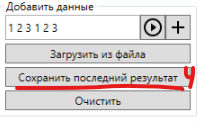 Добавить данные
1 2 3 1 2 3
Загрузить из файла
Сохранить последний результат
4
Очистить